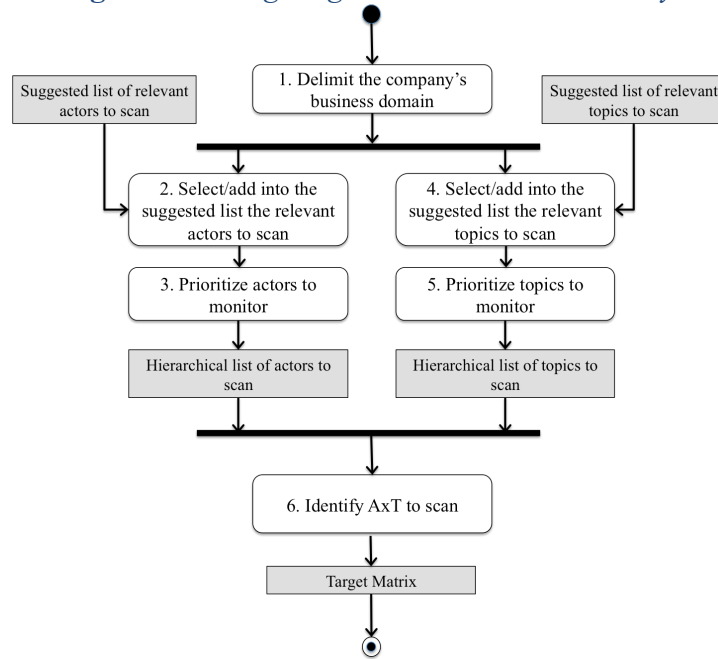 1. Delimit the company's
business domain
Suggested list of relevant
actors to scan
Suggested list of relevant
topics to scan
2. Select/add into the
suggested list the relevant
actors to scan
4. Select/add into the
suggested list the relevant
topics to scan
3. Prioritize actors to
monitor
5. Prioritize topics to
monitor
Hierarchical list of actors to
scan
Hierarchical list of topics to
scan
6. Identify AxT to scan
Target Matrix